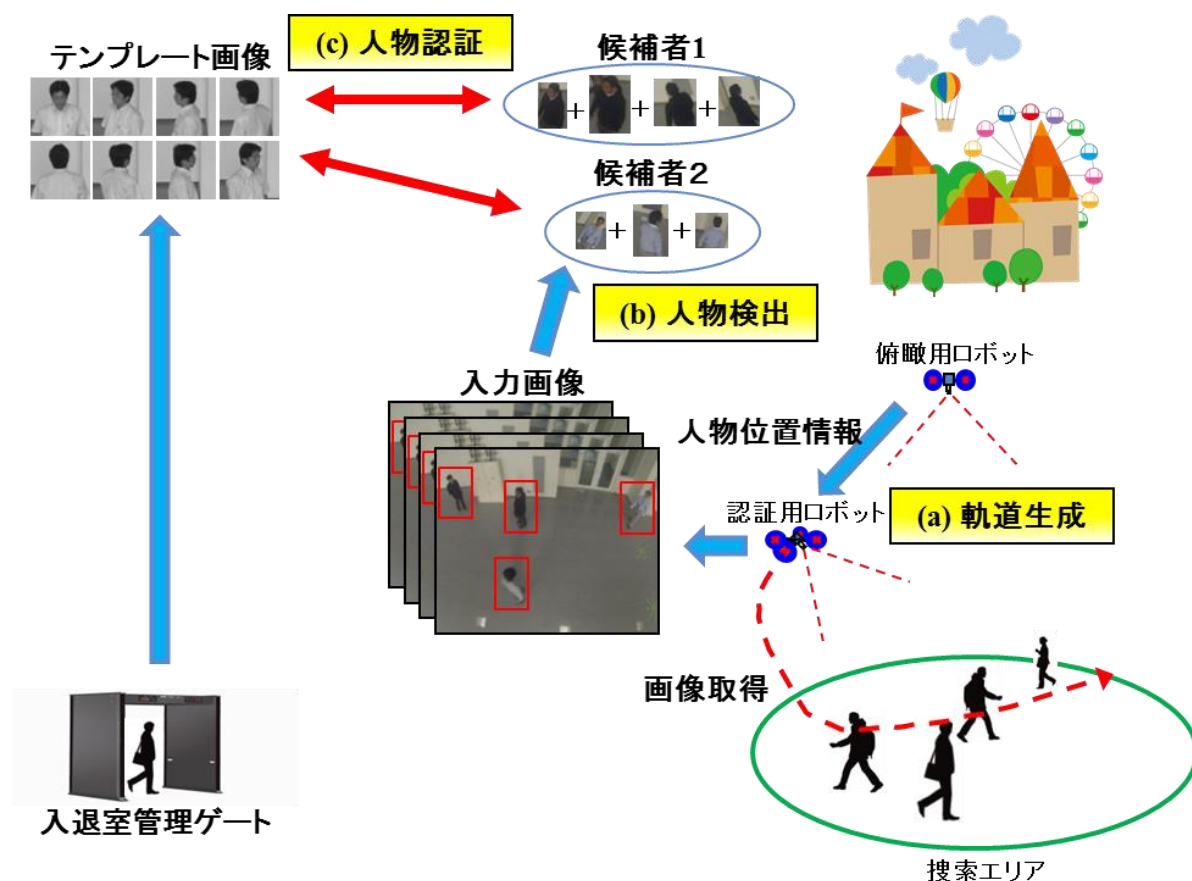 (c) 人物認証
テンプレート画像
候補者1
+
+
+
候補者２
+
+
(b) 人物検出
入力画像
俯瞰用ロボット
人物位置情報
認証用ロボット
(a) 軌道生成
画像取得
入退室管理ゲート
捜索エリア